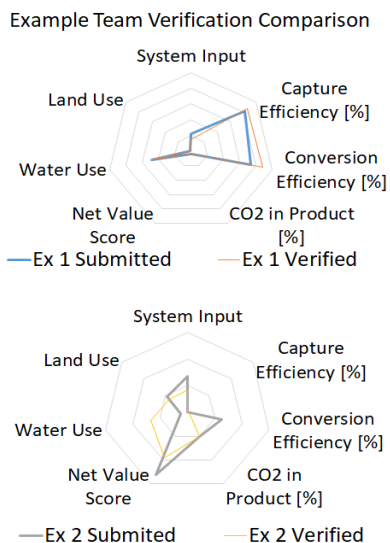 Example Team Verification Comparison
System Input
Capture
Efficiency [%]
Conversion
Efficiency [%]
CO2 in Product
[%]
Net Value
Score
Water Use
Land Use
Ex 1 Submitted
Ex 1 Verified
System Input
Capture
Efficiency [%]
Conversion
Efficiency [%]
CO2 in
Product [%]
Net Value
Score
Water Use
Land Use
Ex 2 Submited
Ex 2 Verified